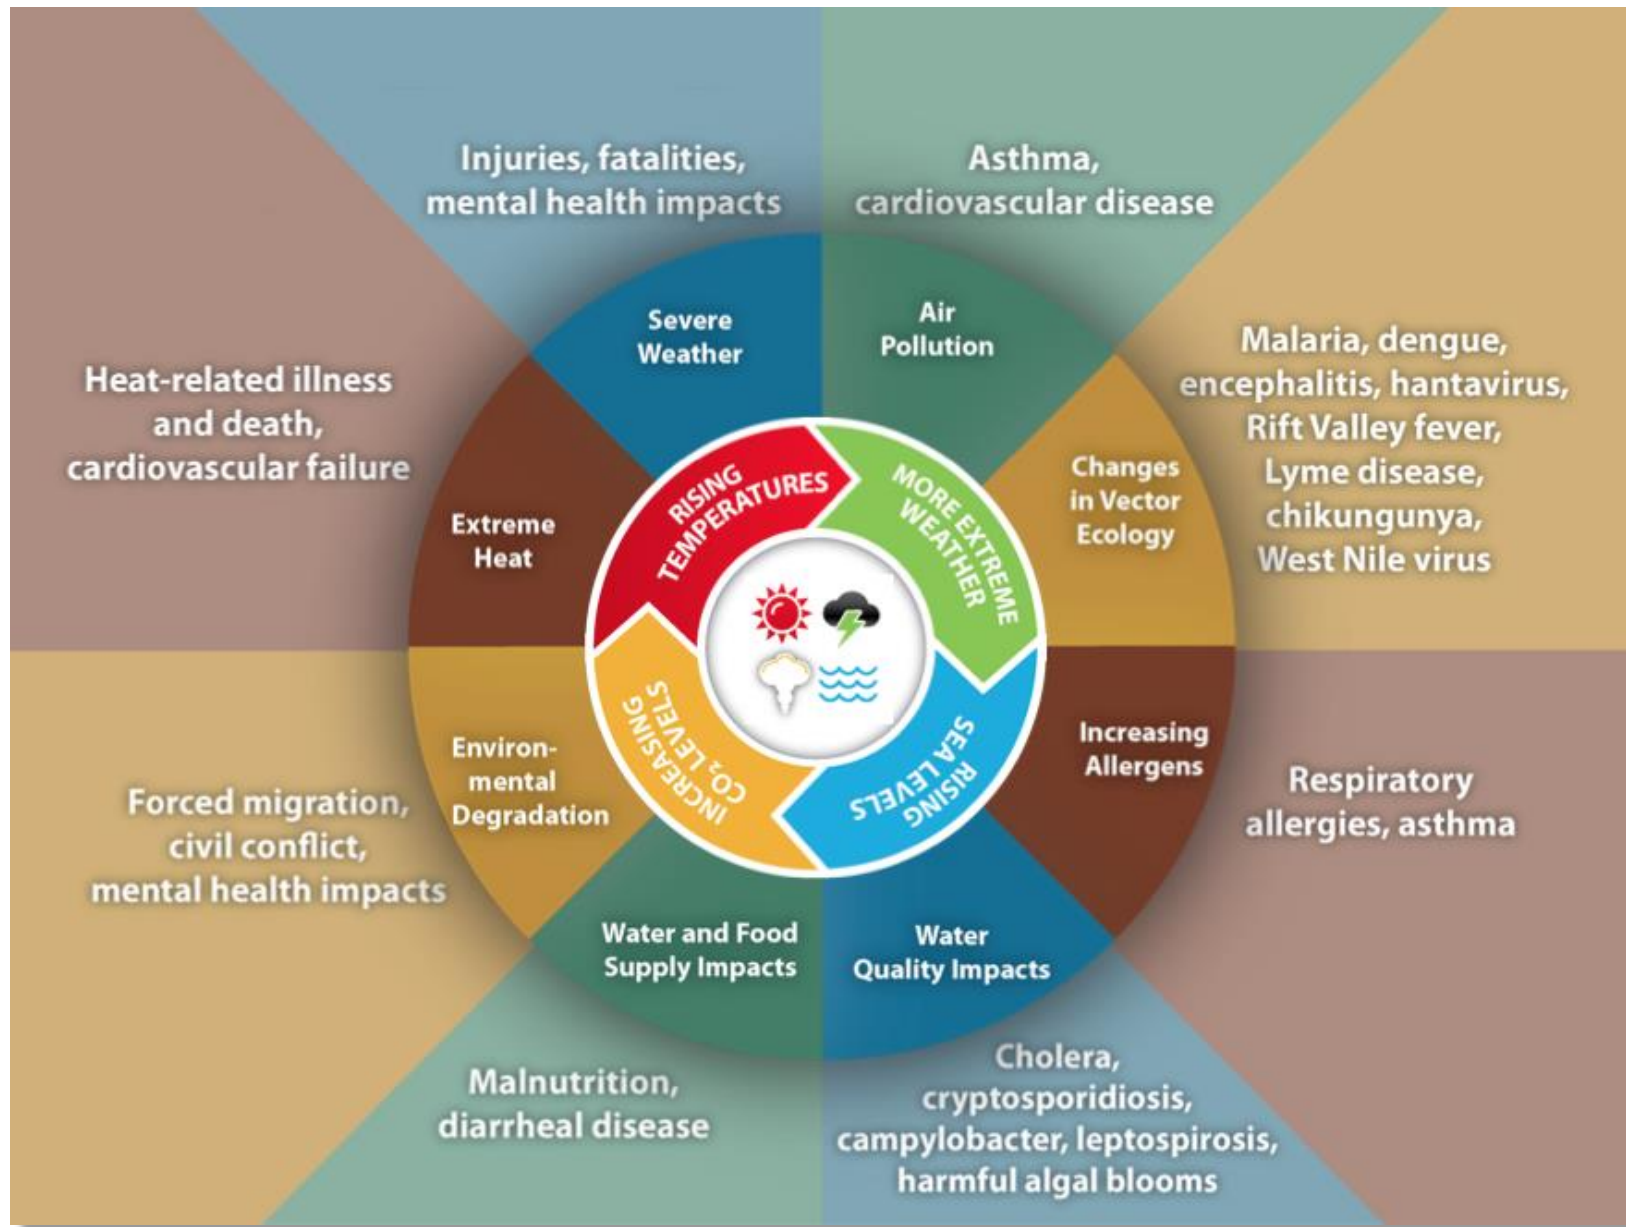 Injuries, fatalities,
mental health impacts
Asthma,
cardiovascular disease
Severe
Weather
Air
Pollution
Heat-related illness
and death,
cardiovascular failure
Extreme
Heat
Changes
in Vector
Ecology
Malaria, dengue,
encephalitis, hantavirus,
Rift Valley fever,
Lyme disease,
chikungunya,
West Nile virus
RISING
TEMPERATURES
MORE EXTREME
WEATHER
RISING
SEA LEVELS
INCREASING
CO₂ LEVELS
Environ-
mental
Degradation
Forced migration,
civil conflict,
mental health impacts
Increasing
Allergens
Respiratory
allergies, asthma
Water and Food
Supply Impacts
Water
Quality Impacts
Malnutrition,
diarrheal disease
Cholera,
cryptosporidiosis,
campylobacter, leptospirosis,
harmful algal blooms